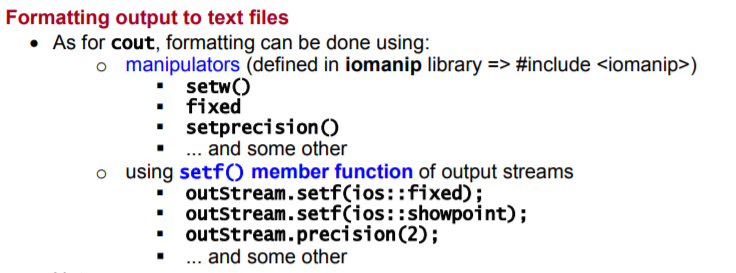 Formatting output to text files
• As for cout, formatting can be done using:
o manipulators (defined in iomanip library => #include <iomanip>)
▪ setw()
▪ fixed
▪ setprecision()
▪ ... and some other
o using setf() member function of output streams
▪ outStream.setf(ios::fixed);
▪ outStream.setf(ios::showpoint);
▪ outStream.precision(2);
▪ ... and some other